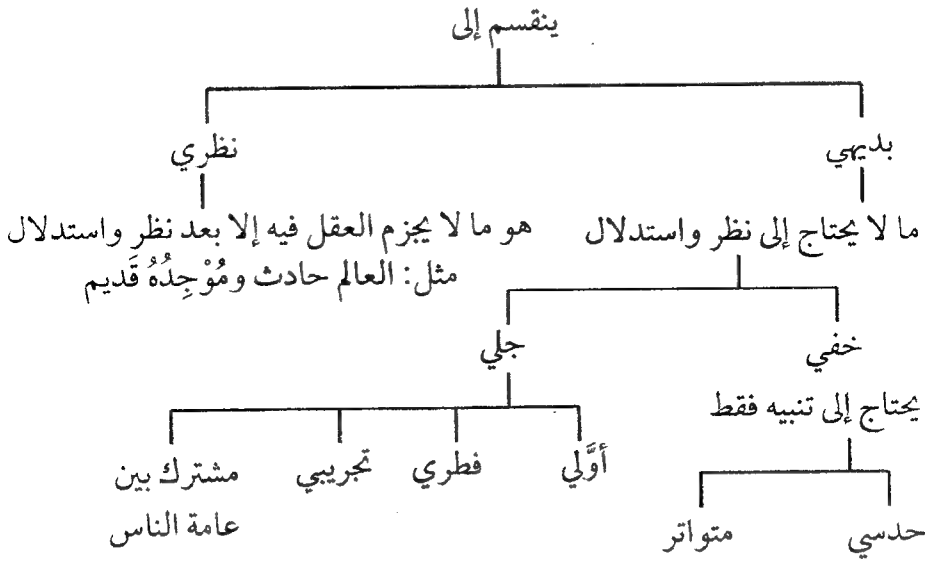 ينقسم إلى
بديهي
نظري
ما لا يحتاج إلى نظر واستدلال
هو ما لا يجزم العقل فيه إلا بعد نظر واستدلال
مثل: العالم حادث ومُوْجِدُهُ قَديم
خفي
جلي
يحتاج إلى تنبيه فقط
أوَّلي
فطري
تجريبي
مشترك بين
عامة الناس
حدسي
متواتر